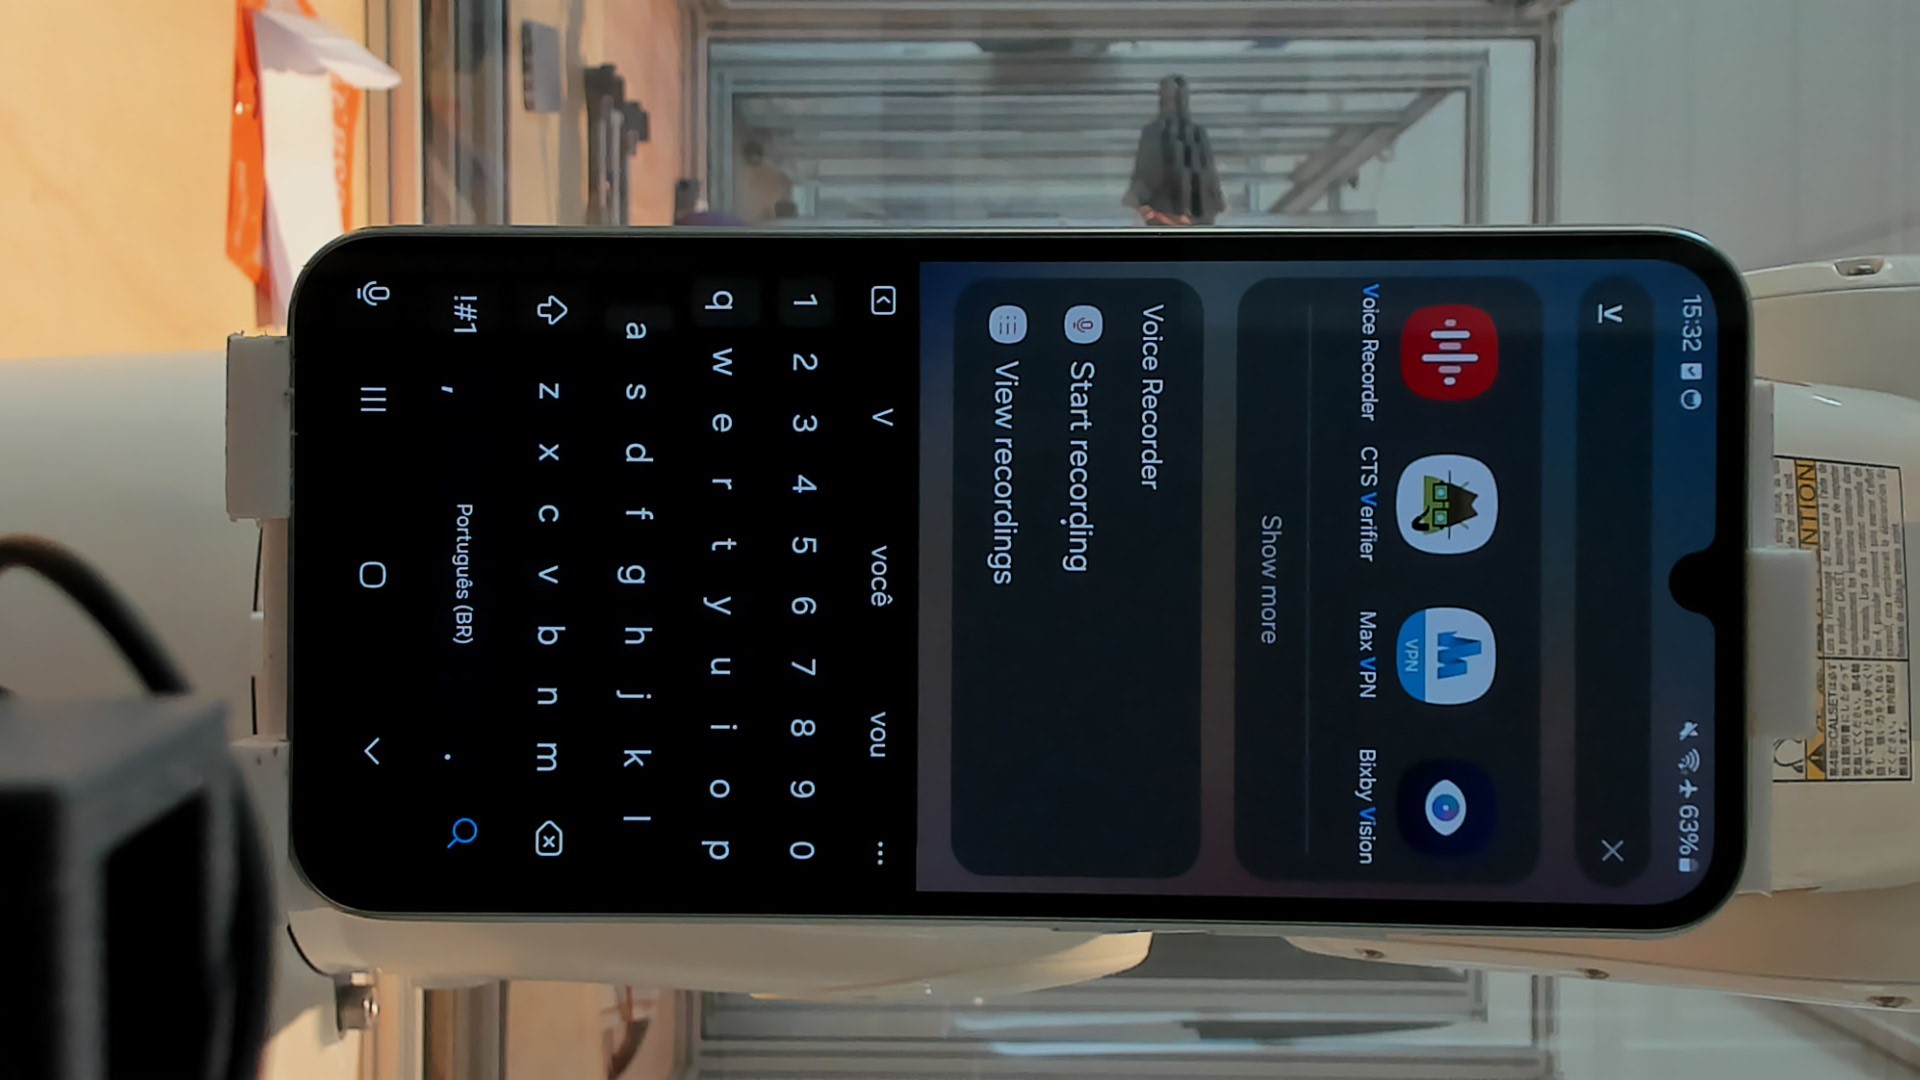 15:32
63%
V
Voice Recorder
CTS Verifier
Max VPN
Bixby Vision
VPN
Show more
Voice Recorder
Start recording
View recordings
V
você
vou
...
1 2 3 4 5 6 7 8 9 0
q w e r t y u i o p
a s d f g h j k l
z x c v b n m
!#1
,
Português (BR)
.